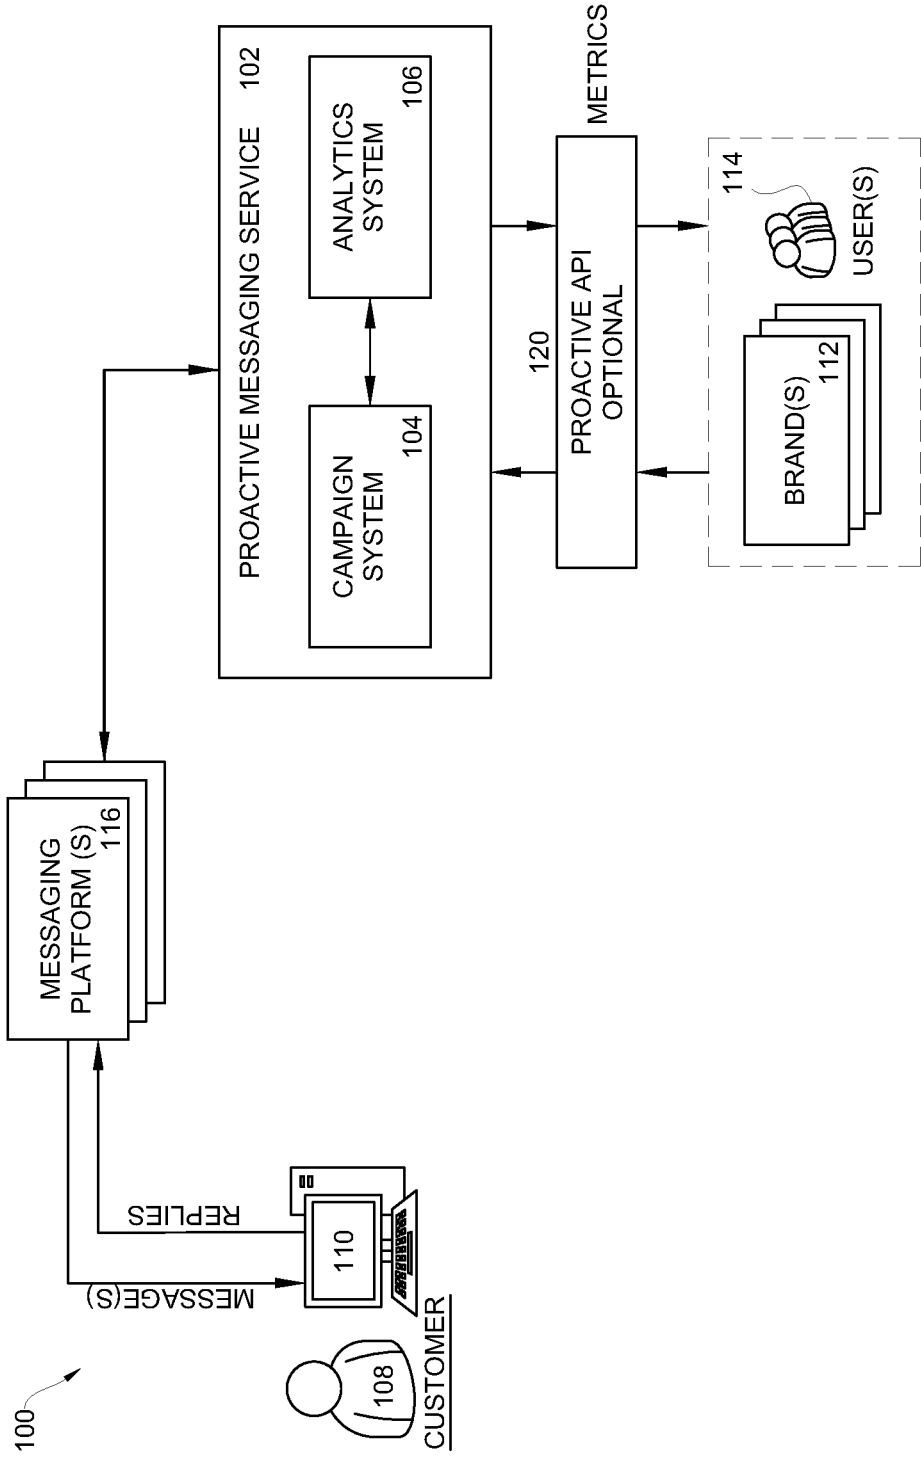 100
MESSAGING
PLATFORM (S)
116
MESSAGE(S)
REPLIES
110
108
CUSTOMER
PROACTIVE MESSAGING SERVICE 102
CAMPAIGN
SYSTEM
104
ANALYTICS
SYSTEM
106
120
PROACTIVE API
OPTIONAL
METRICS
BRAND(S)
112
114
USER(S)